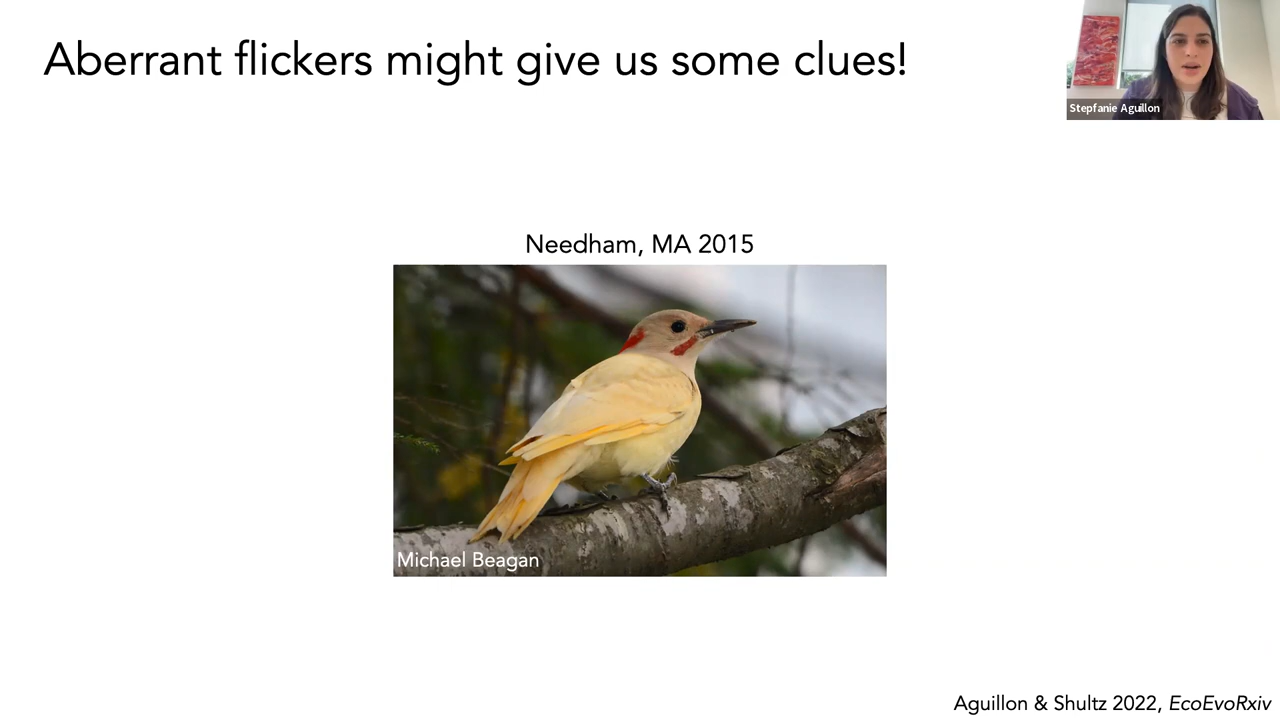 Aberrant flickers might give us some clues!
Stepfanie Aguillon
Needham, MA 2015
Michael Beagan
Aguillon & Shultz 2022, EcoEvoRxiv